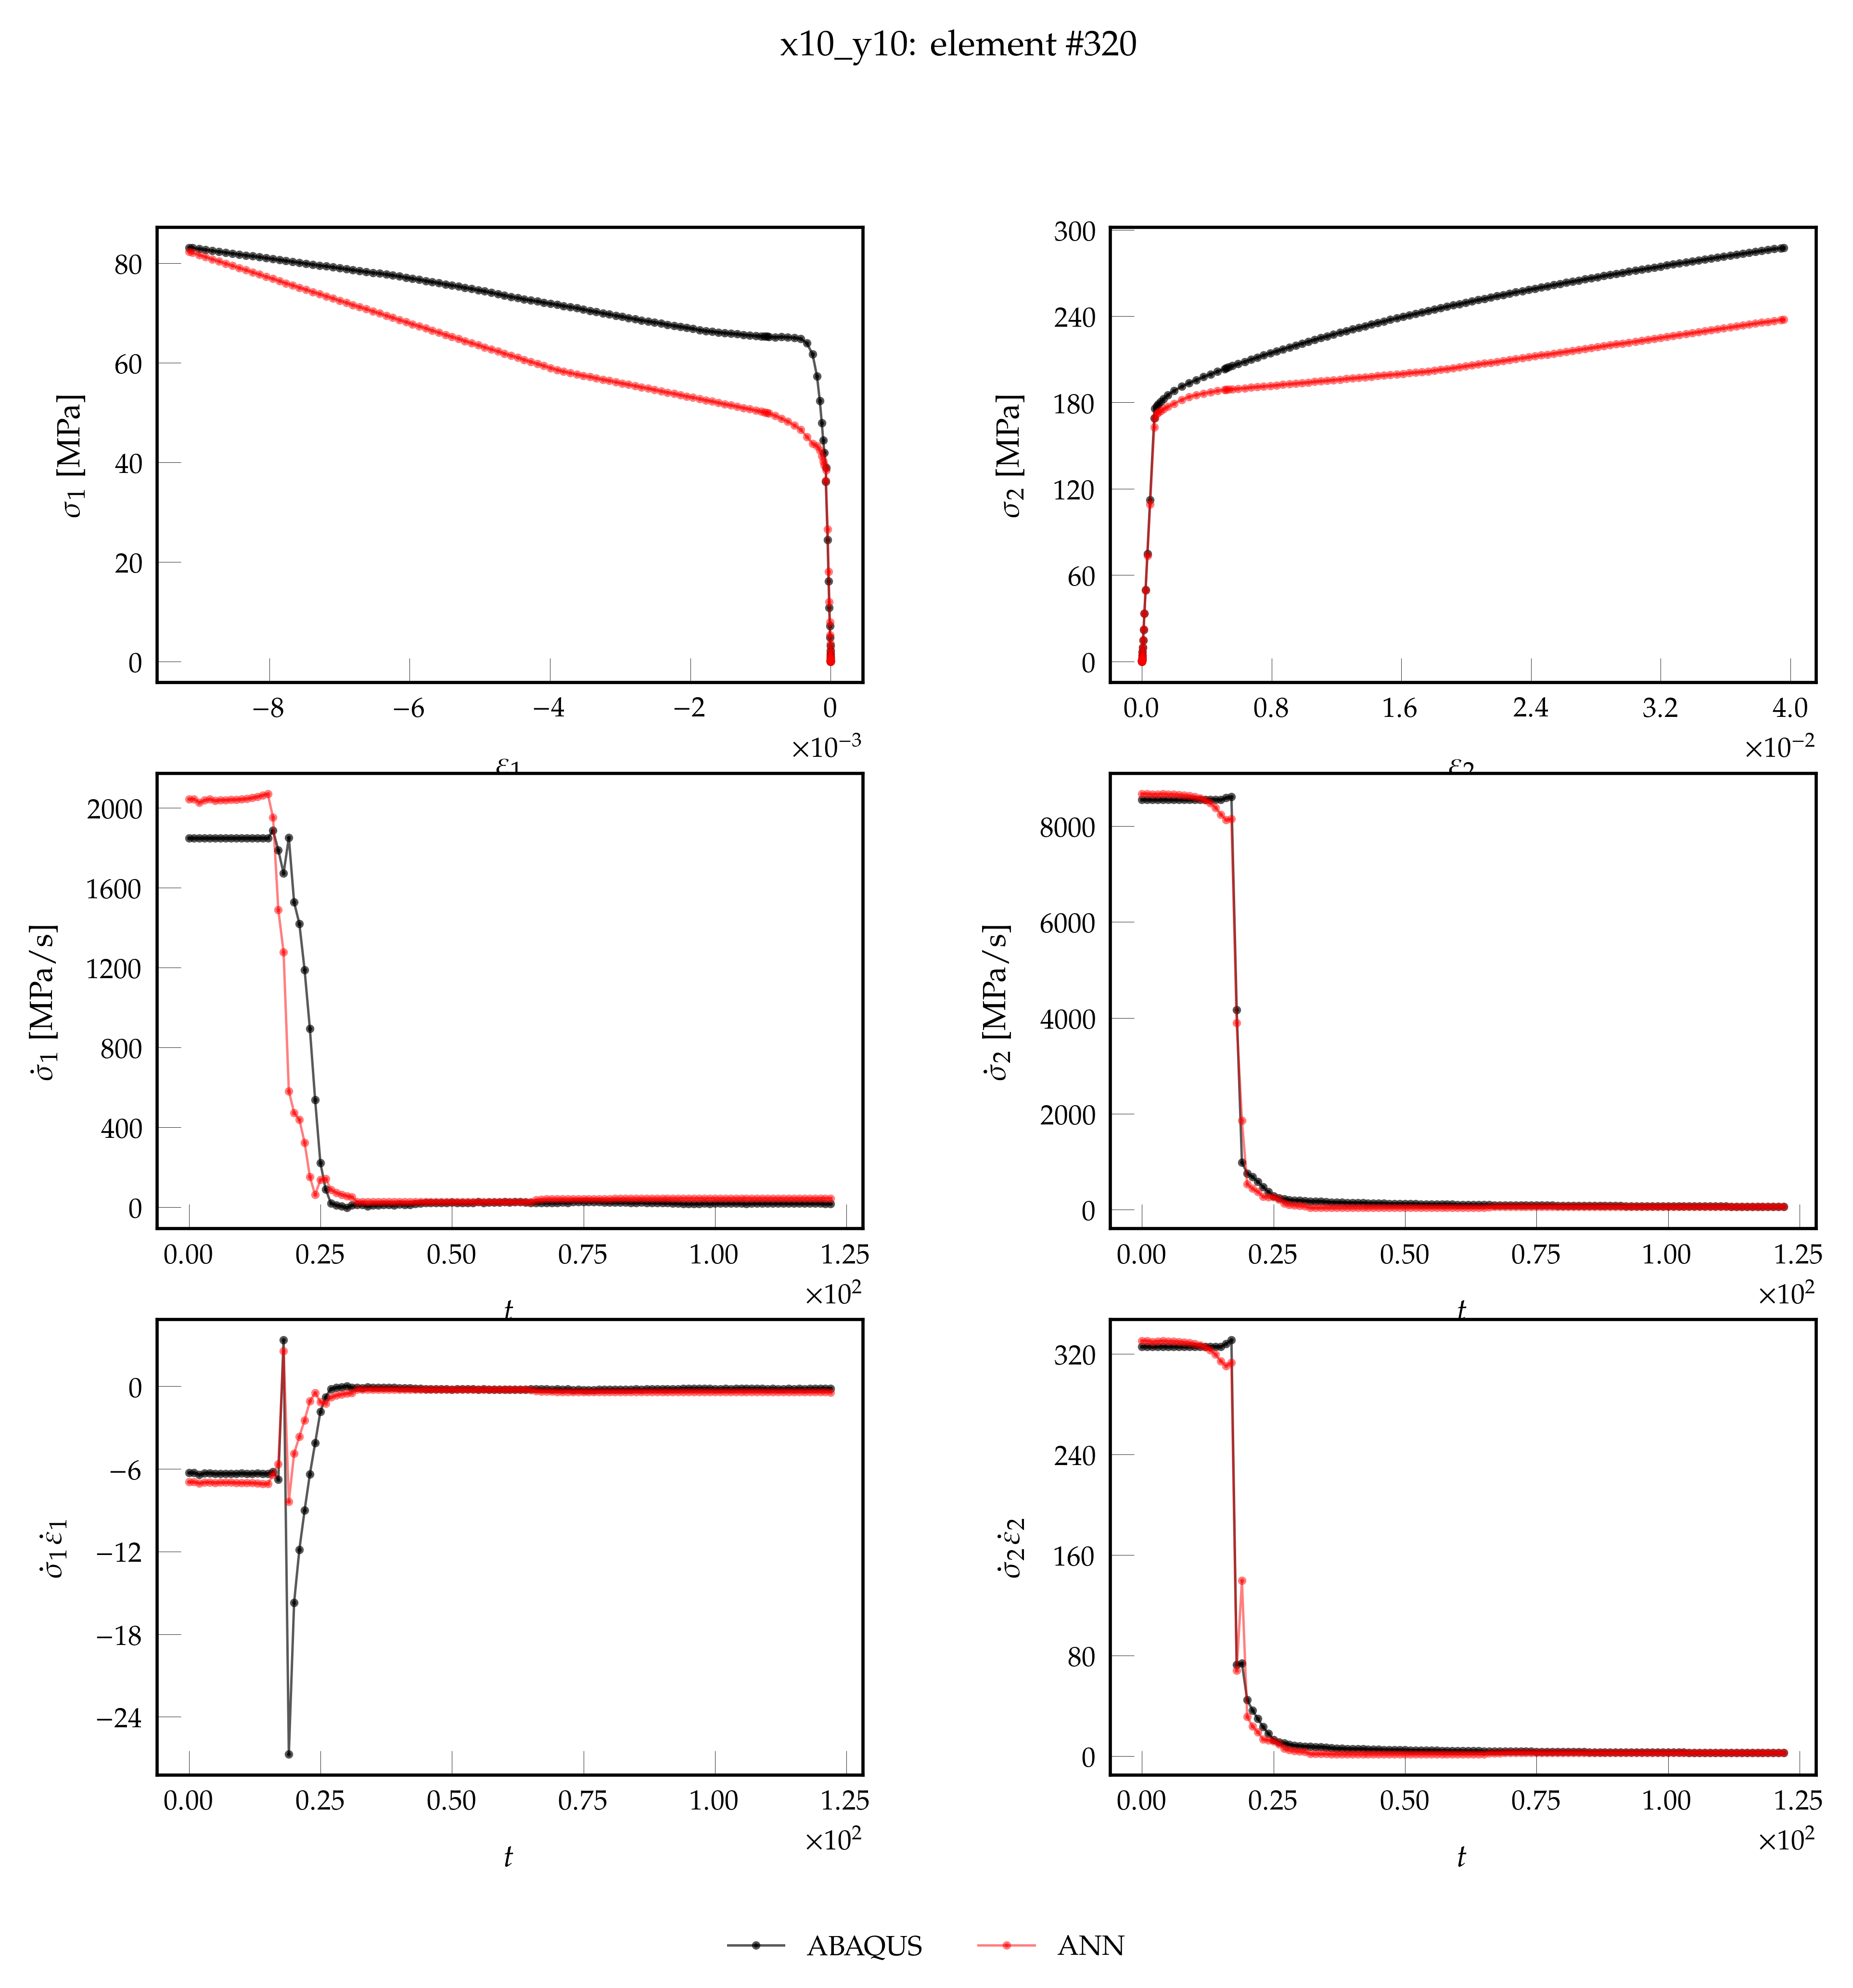 x10_y10: element #320
σ₁ [MPa]
80
60
40
20
0
−8 −6 −4 −2 0
×10⁻³
ε₁
σ₂ [MPa]
300
240
180
120
60
0
0.0 0.8 1.6 2.4 3.2 4.0
×10⁻²
ε₂
σ̇₁ [MPa/s]
2000
1600
1200
800
400
0
0.00 0.25 0.50 0.75 1.00 1.25
×10²
t
σ̇₂ [MPa/s]
8000
6000
4000
2000
0
0.00 0.25 0.50 0.75 1.00 1.25
×10²
t
σ̇₁ε̇₁
0
−6
−12
−18
−24
0.00 0.25 0.50 0.75 1.00 1.25
×10²
t
σ̇₂ε̇₂
320
240
160
80
0
0.00 0.25 0.50 0.75 1.00 1.25
×10²
t
ABAQUS ANN